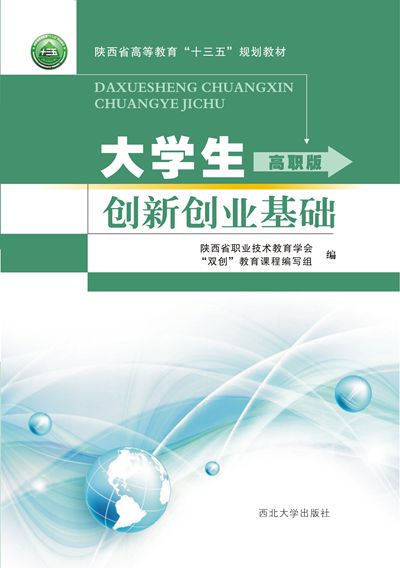 十三五
陕西省高等教育“十三五”规划教材
DAXUESHENG CHUANGXIN
CHUANGYE JICHU
大学生
高职版
创新创业基础
陕西省职业技术教育学会
“双创”教育课程编写组
编
西北大学出版社